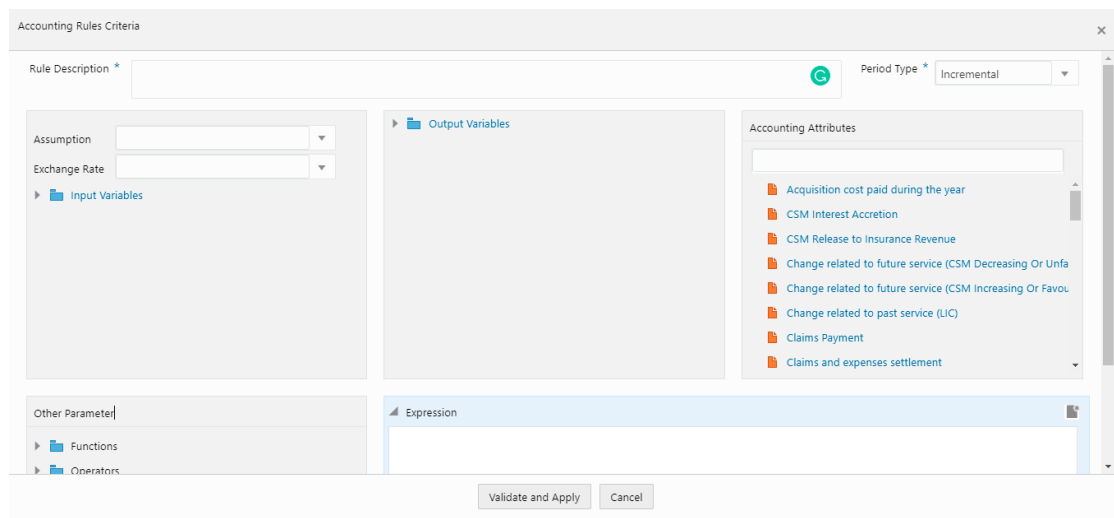 Accounting Rules Criteria
Rule Description *
Period Type * Incremental
Assumption
Exchange Rate
Input Variables
Output Variables
Accounting Attributes
Acquisition cost paid during the year
CSM Interest Accretion
CSM Release to Insurance Revenue
Change related to future service (CSM Decreasing Or Unfa
Change related to future service (CSM Increasing Or Favou
Change related to past service (LIC)
Claims Payment
Claims and expenses settlement
Other Parameter
Functions
Operators
Expression
Validate and Apply
Cancel